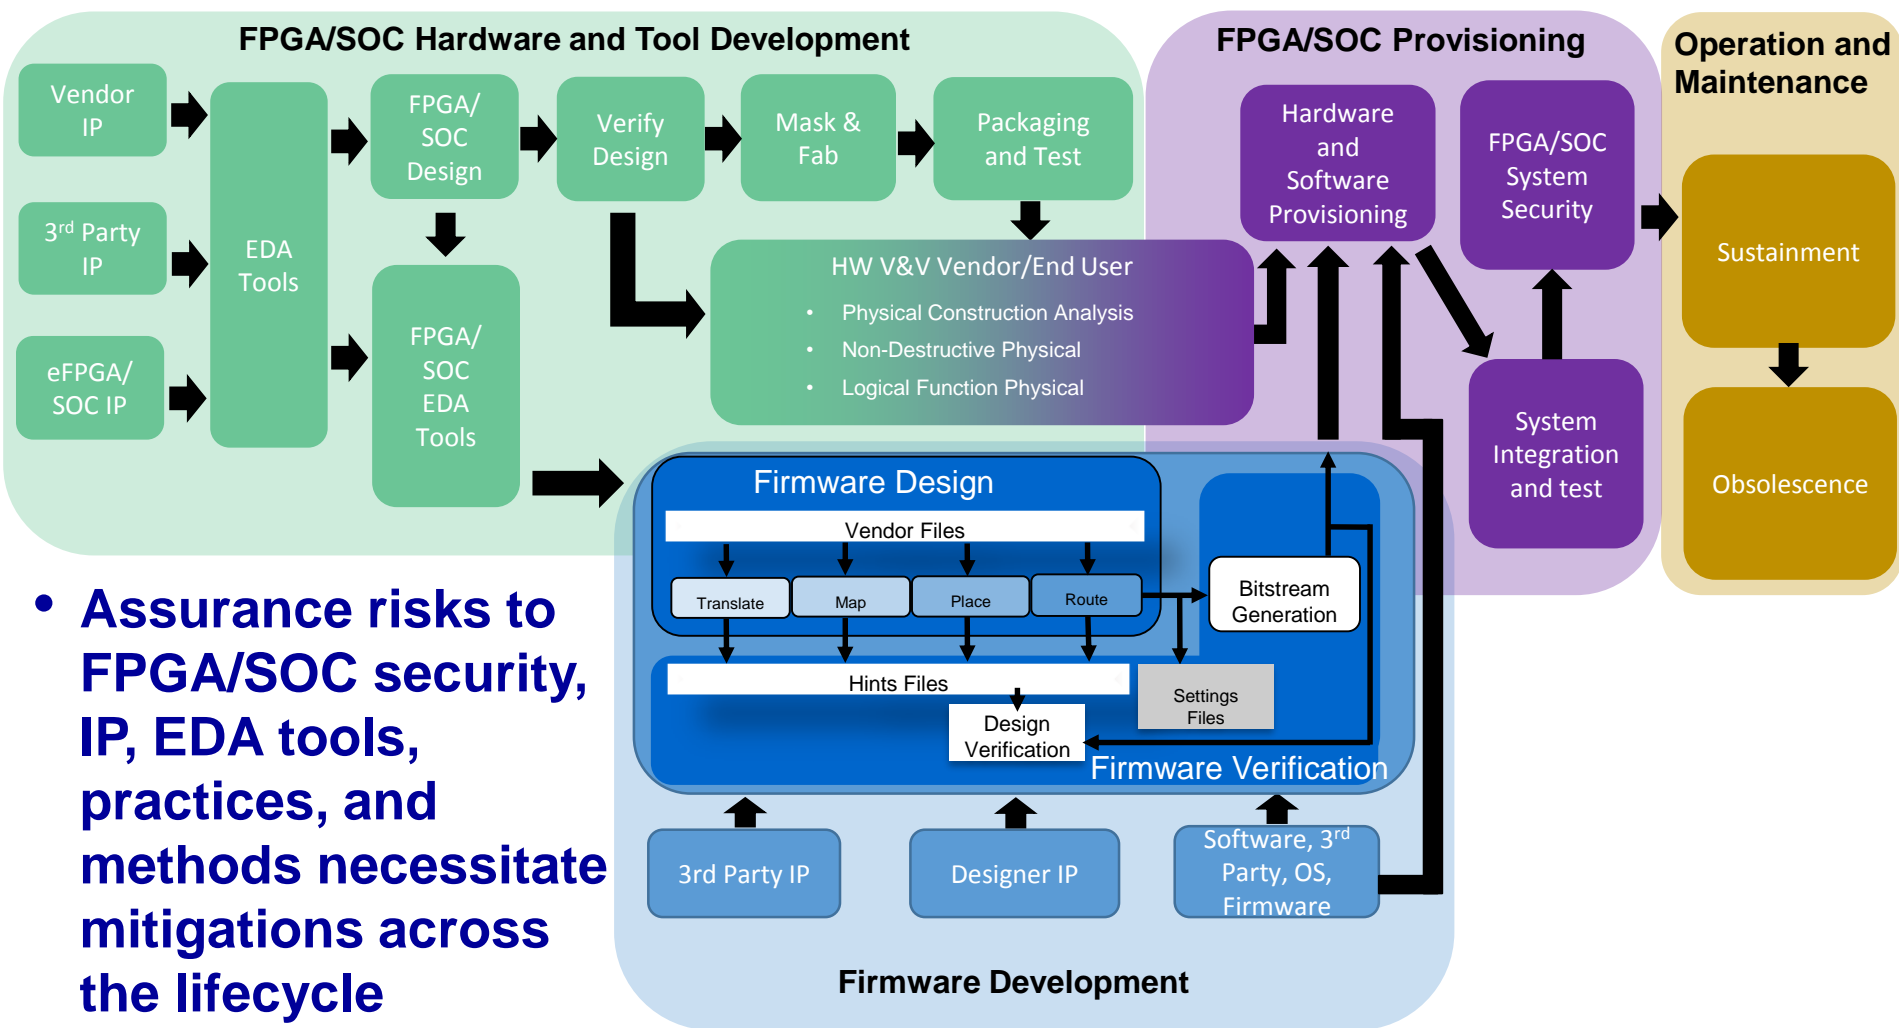 FPGA/SOC Hardware and Tool Development
Vendor
IP
3rd Party
IP
eFPGA/
SOC IP
EDA
Tools
FPGA/
SOC
Design
FPGA/
SOC
EDA
Tools
Verify
Design
Mask &
Fab
Packaging
and Test
HW V&V Vendor/End User
• Physical Construction Analysis
• Non-Destructive Physical
• Logical Function Physical
FPGA/SOC Provisioning
Hardware
and
Software
Provisioning
FPGA/SOC
System
Security
System
Integration
and test
Operation and
Maintenance
Sustainment
Obsolescence
Firmware Design
Vendor Files
Translate
Map
Place
Route
Bitstream
Generation
Hints Files
Settings
Files
Design
Verification
Firmware Verification
3rd Party IP
Designer IP
Software, 3rd
Party, OS,
Firmware
Firmware Development
• Assurance risks to
FPGA/SOC security,
IP, EDA tools,
practices, and
methods necessitate
mitigations across
the lifecycle